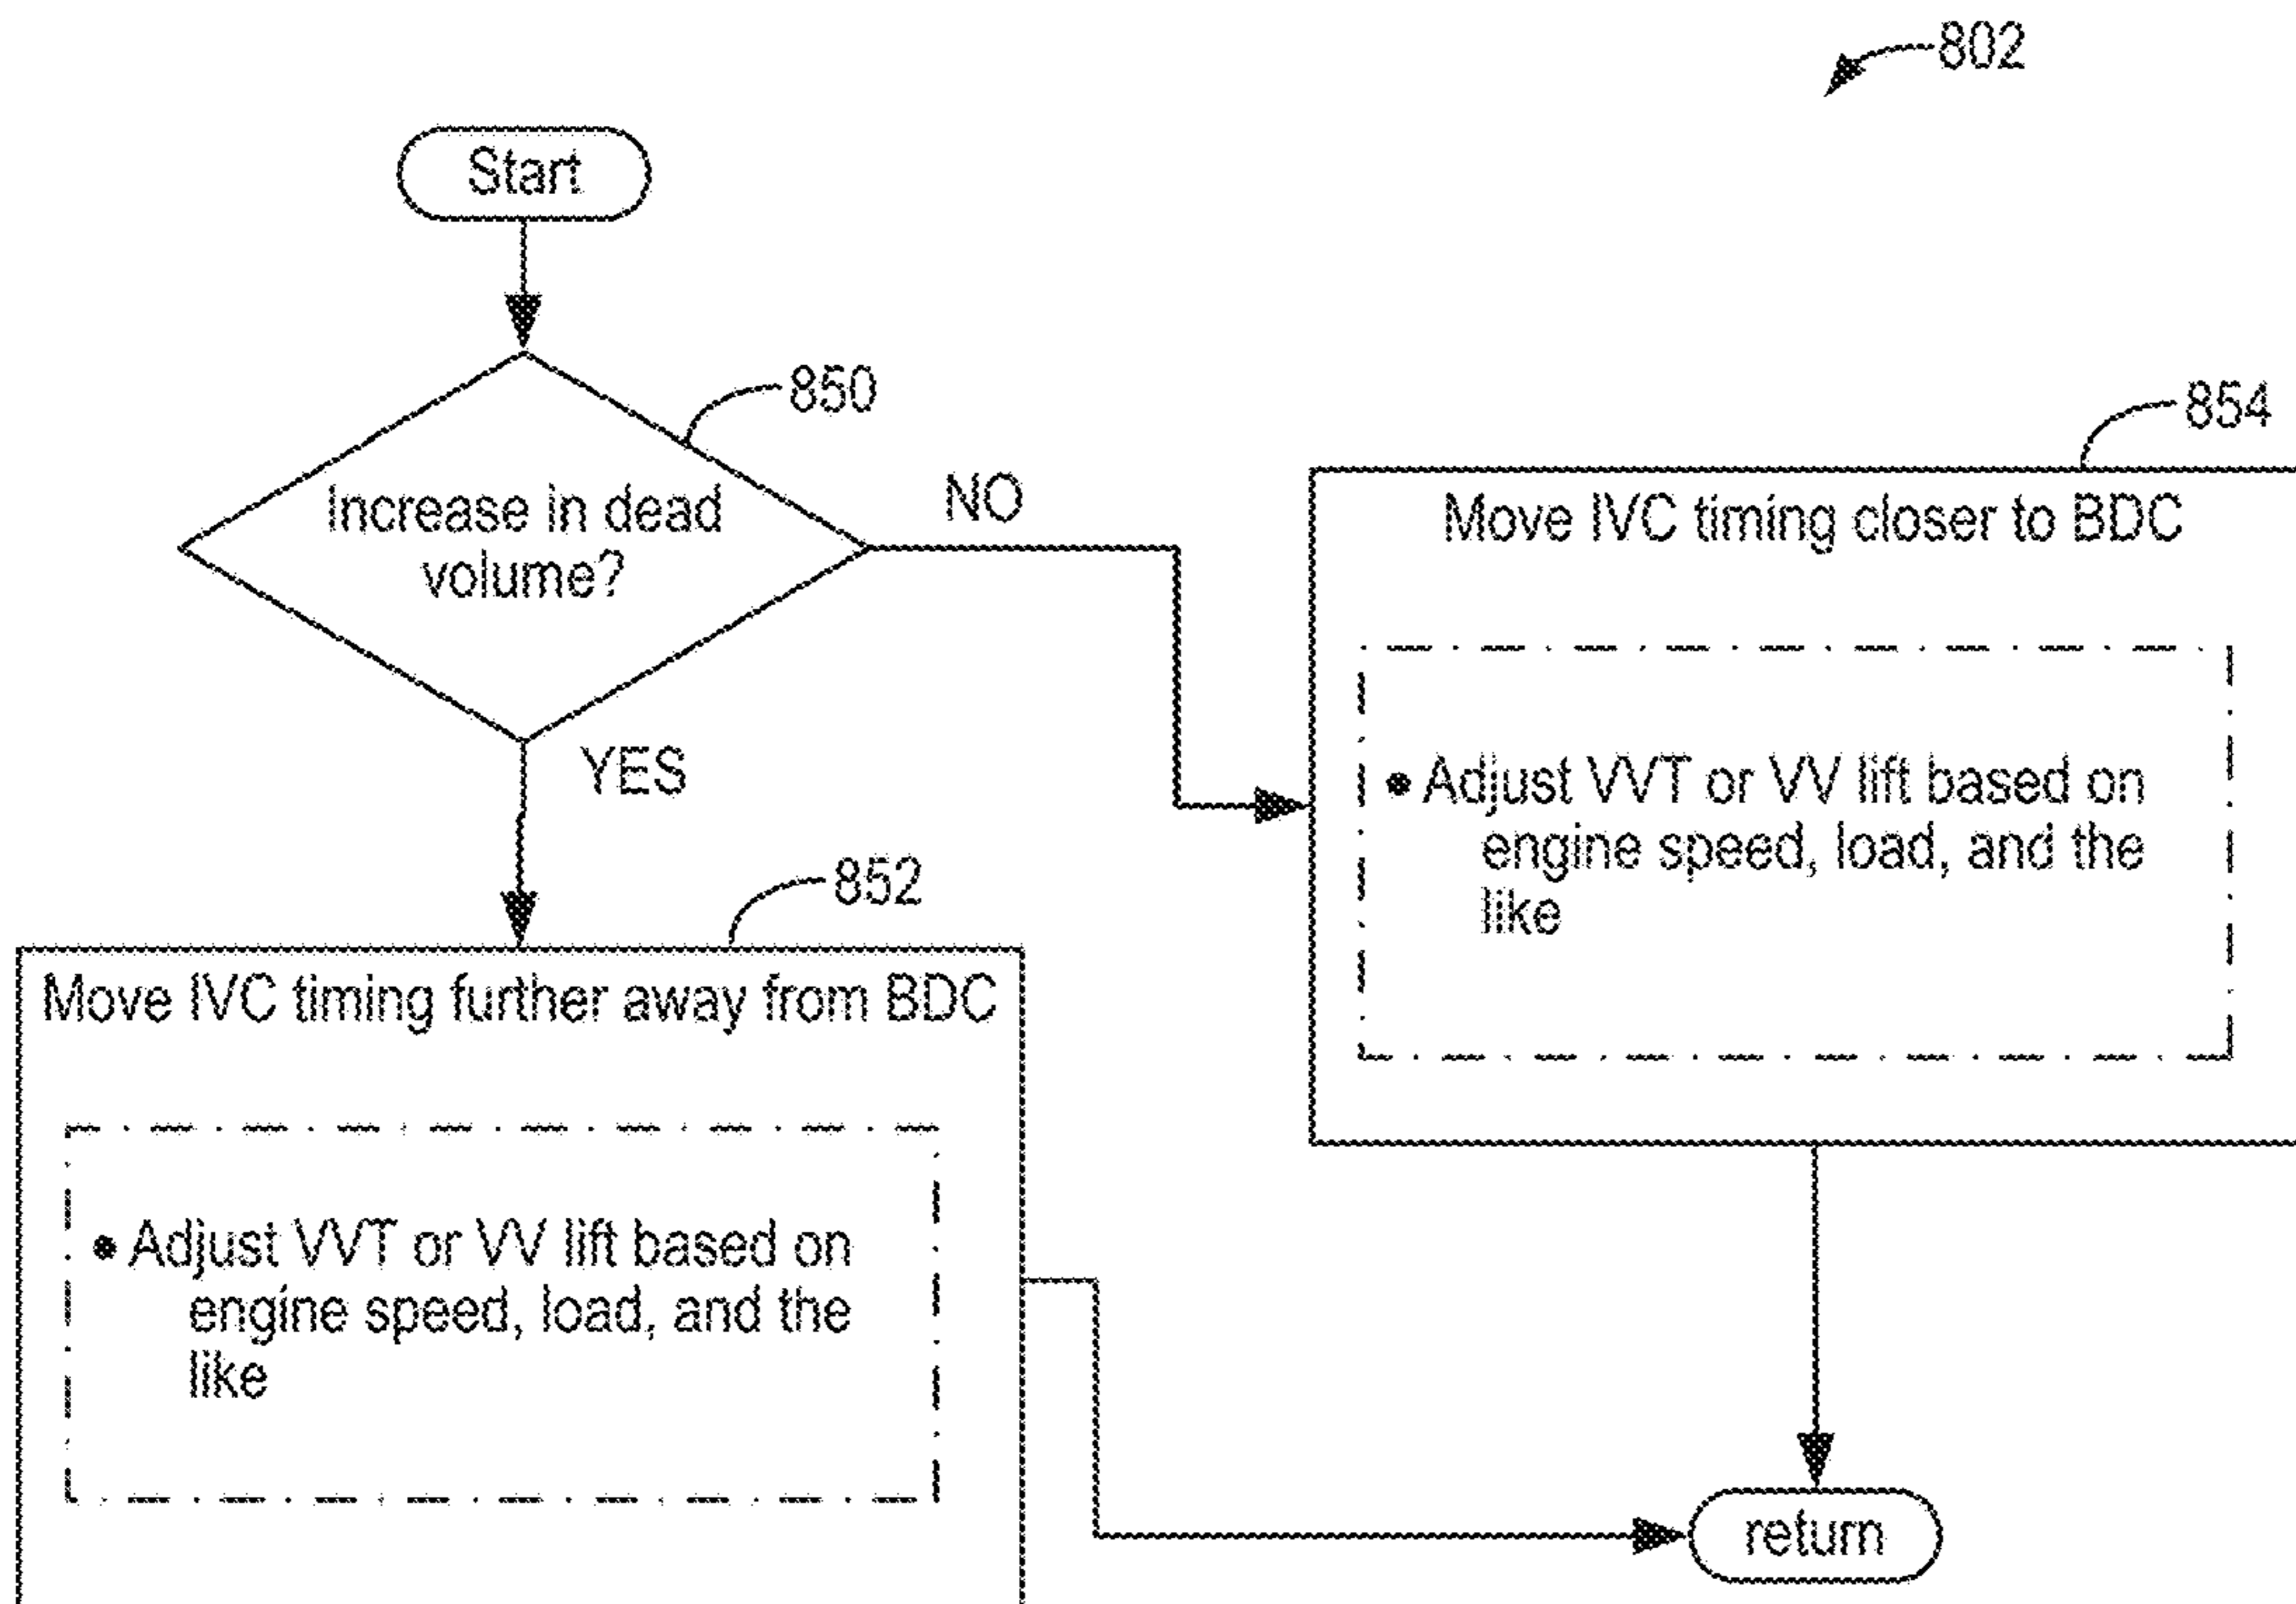 802
Start
850
Increase in dead
volume?
NO
YES
854
Move IVC timing closer to BDC
• Adjust VVT or VV lift based on
engine speed, load, and the
like
852
Move IVC timing further away from BDC
• Adjust VVT or VV lift based on
engine speed, load, and the
like
return